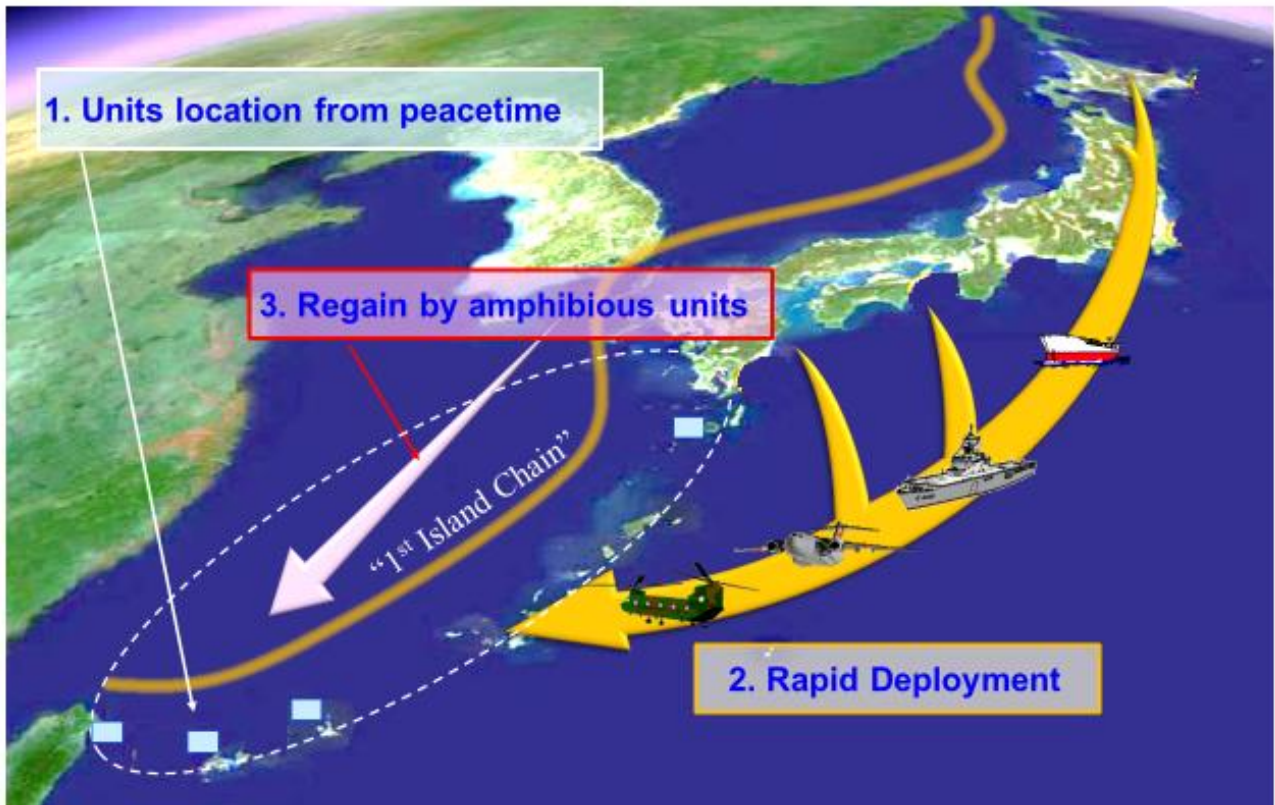 1. Units location from peacetime
3. Regain by amphibious units
“1st Island Chain”
2. Rapid Deployment